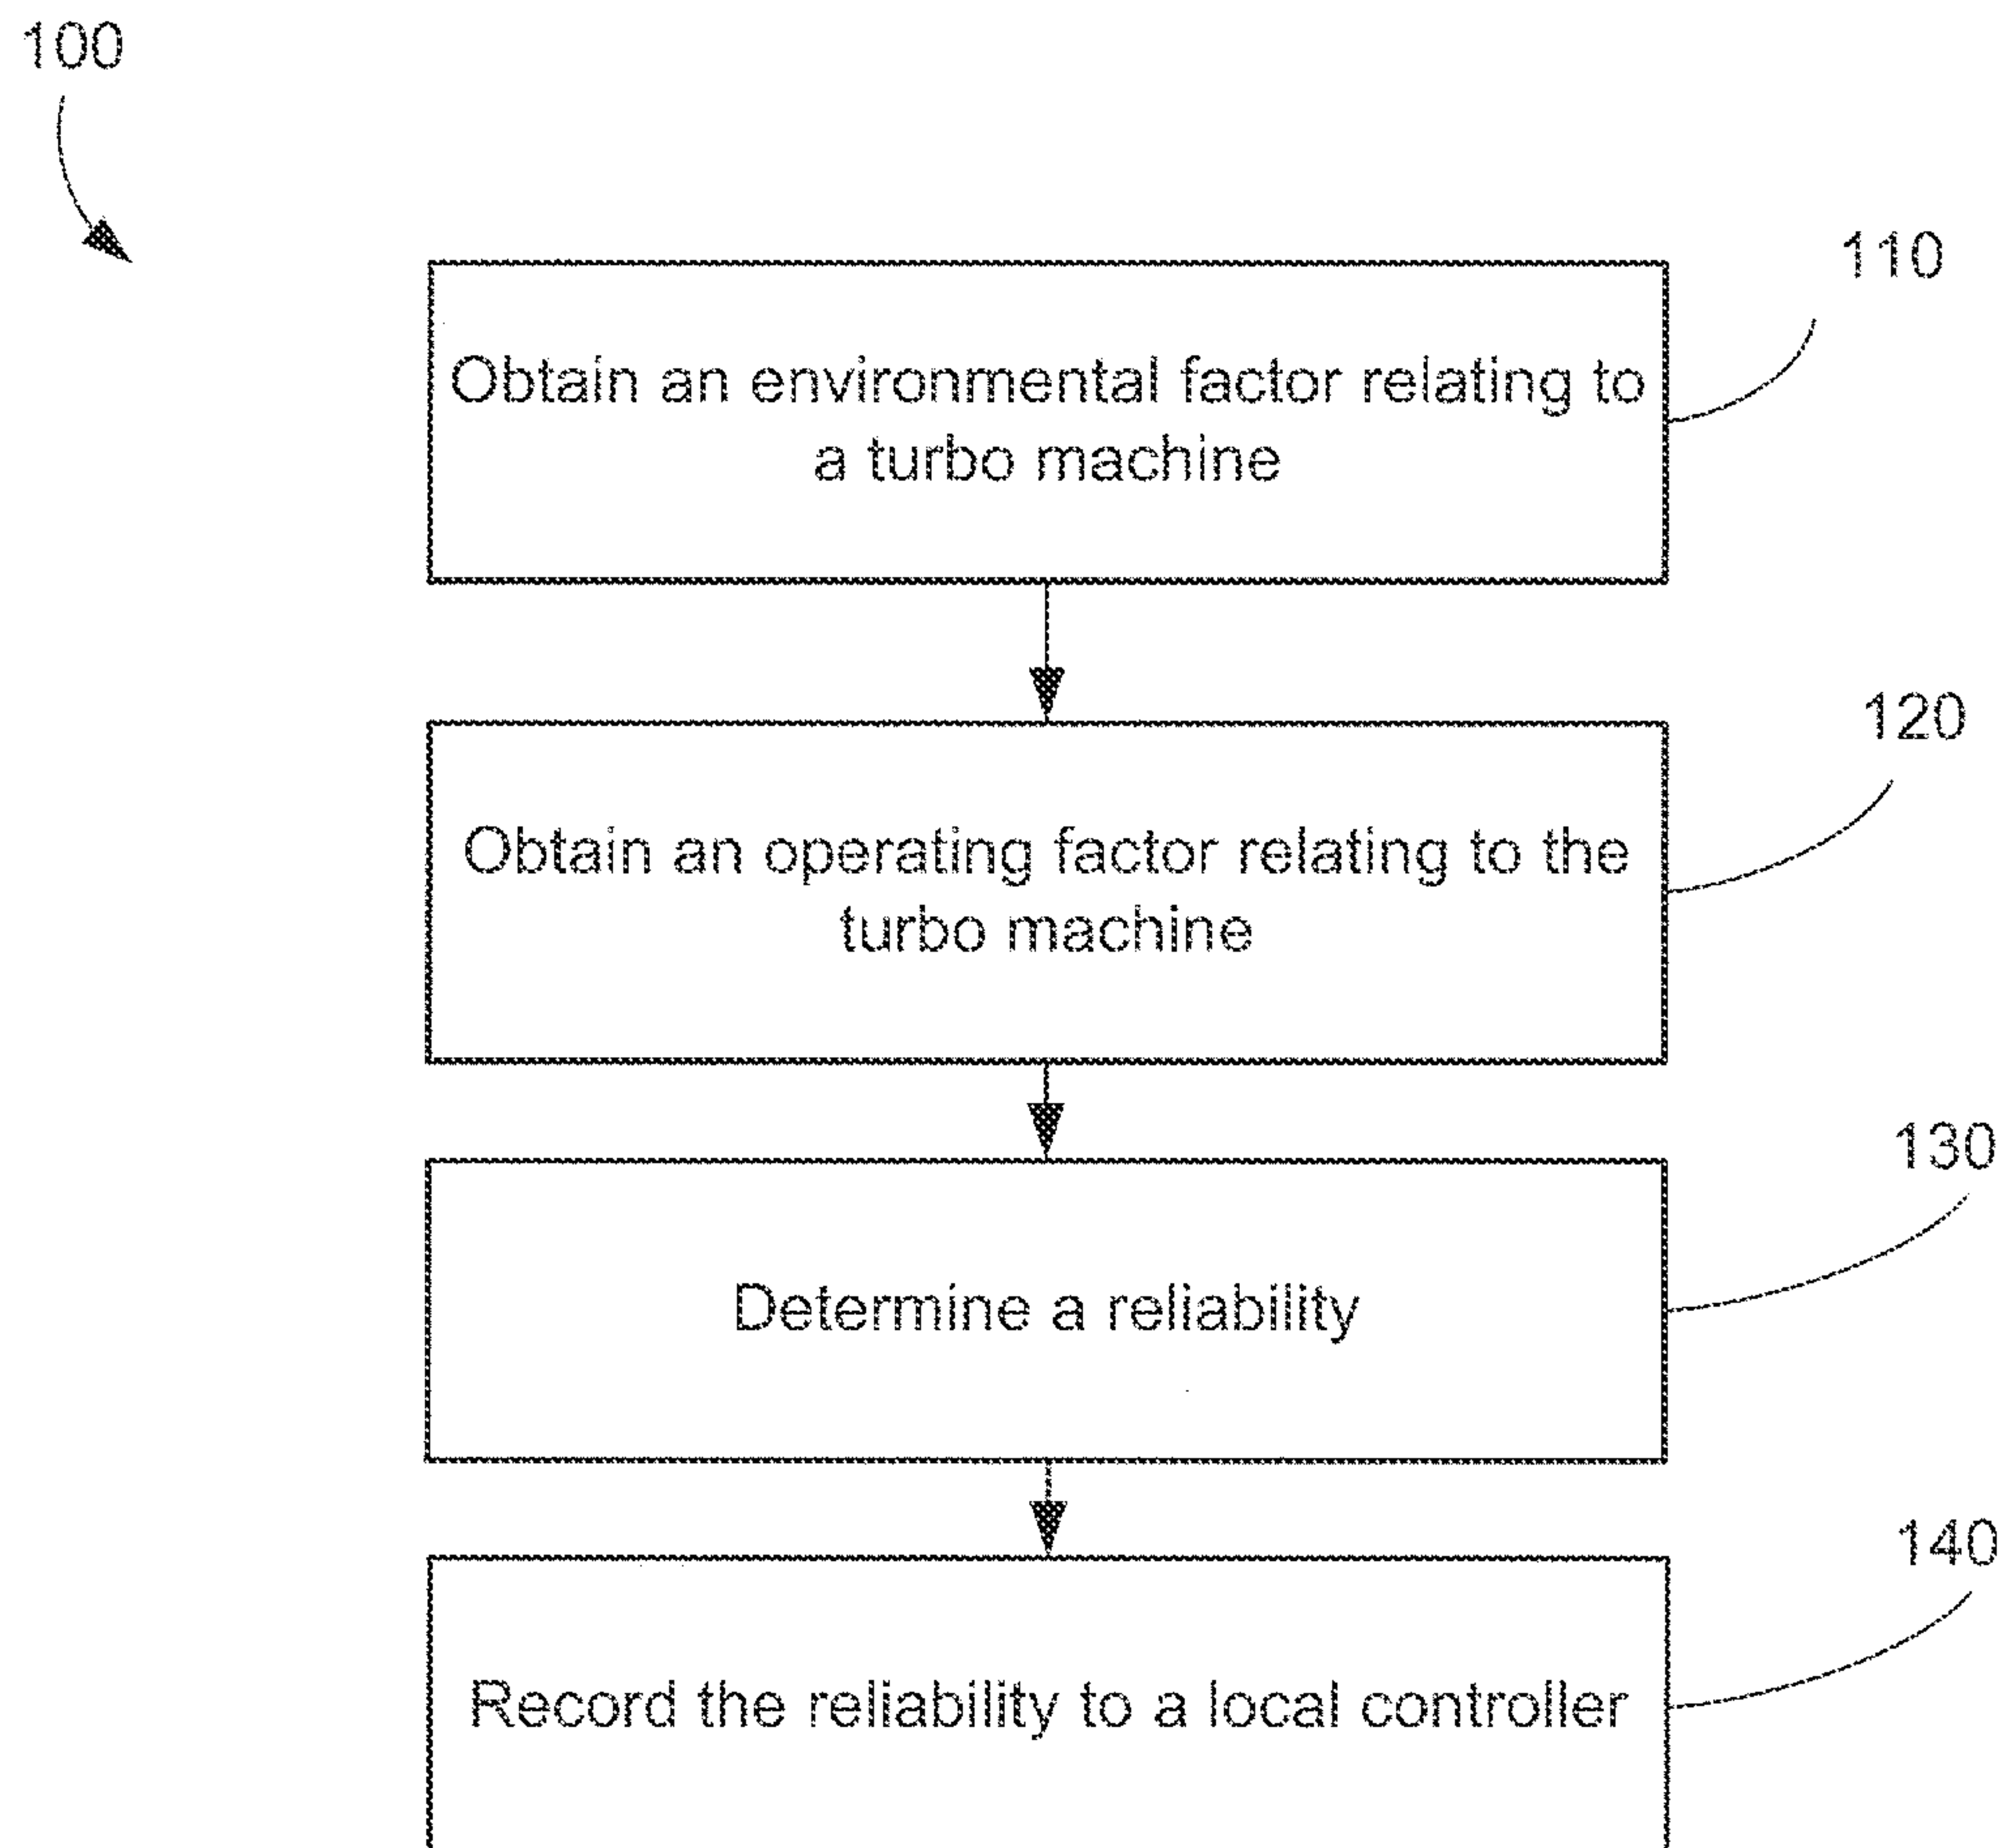 100
110
Obtain an environmental factor relating to
a turbo machine
120
Obtain an operating factor relating to the
turbo machine
130
Determine a reliability
140
Record the reliability to a local controller